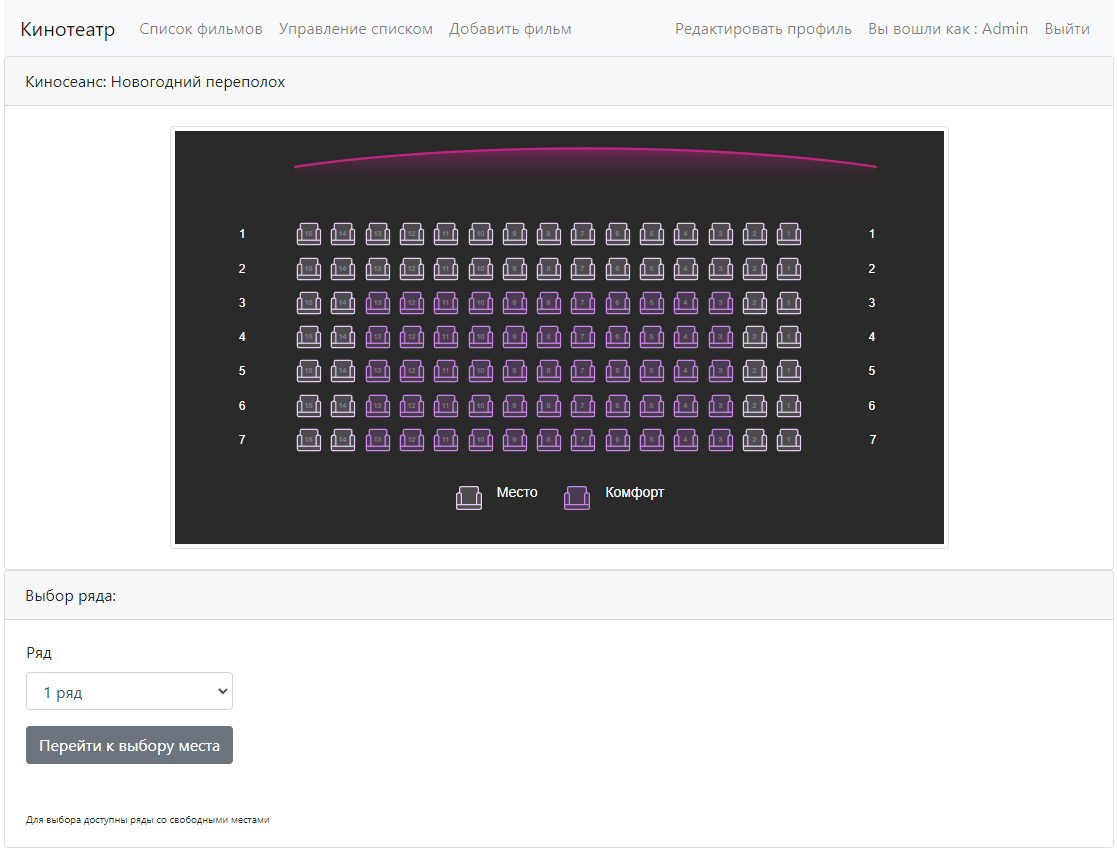 Кинотеатр Список фильмов Управление списком Добавить фильм Редактировать профиль Вы вошли как : Admin Выйти
Киносеанс: Новогодний переполох
1 15 14 13 12 11 10 9 8 7 6 5 4 3 2 1 1
2 15 14 13 12 11 10 9 8 7 6 5 4 3 2 1 2
3 15 14 13 12 11 10 9 8 7 6 5 4 3 2 1 3
4 15 14 13 12 11 10 9 8 7 6 5 4 3 2 1 4
5 15 14 13 12 11 10 9 8 7 6 5 4 3 2 1 5
6 15 14 13 12 11 10 9 8 7 6 5 4 3 2 1 6
7 15 14 13 12 11 10 9 8 7 6 5 4 3 2 1 7
Место Комфорт
Выбор ряда:
Ряд
1 ряд
Перейти к выбору места
Для выбора доступны ряды со свободными местами